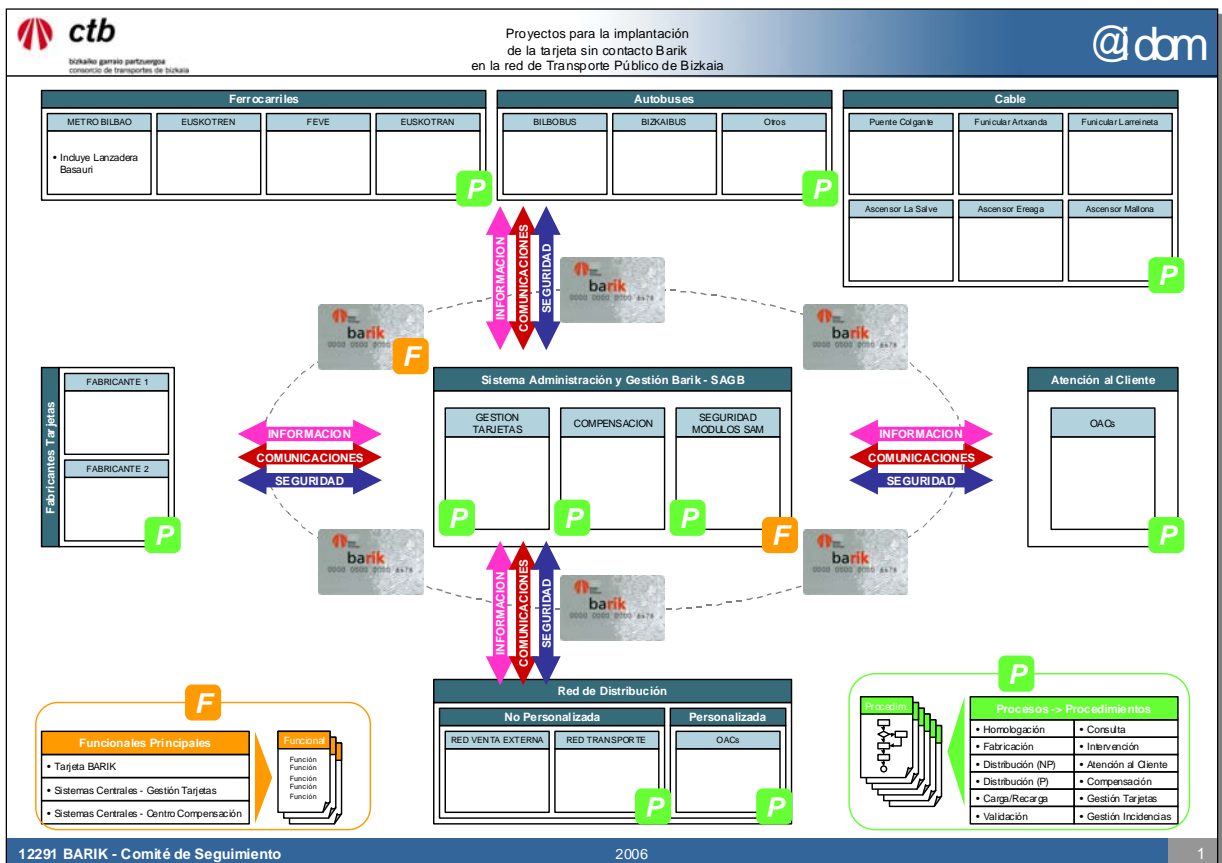 ctb
bizkaiko garraio partzuergoa
consorcio de transportes de bizkaia
Proyectos para la implantación
de la tarjeta sin contacto Barik
en la red de Transporte Público de Bizkaia
@idom
Ferrocarriles
METRO BILBAO
EUSKOTREN
FEVE
EUSKOTRAN
• Incluye Lanzadera
Basauri
P
Autobuses
BILBOBUS
BIZKAIBUS
Otros
P
Cable
Puente Colgante
Funicular Artxanda
Funicular Larreineta
Ascensor La Salve
Ascensor Ereaga
Ascensor Mallona
P
INFORMACION
COMUNICACIONES
SEGURIDAD
barik
barik
F
barik
Fabricantes Tarjetas
FABRICANTE 1
FABRICANTE 2
P
INFORMACION
COMUNICACIONES
SEGURIDAD
Sistema Administración y Gestión Barik - SAGB
GESTION
TARJETAS
P
COMPENSACION
P
SEGURIDAD
MODULOS SAM
P
F
INFORMACION
COMUNICACIONES
SEGURIDAD
Atención al Cliente
OACs
P
barik
barik
barik
INFORMACION
COMUNICACIONES
SEGURIDAD
Red de Distribución
No Personalizada
Personalizada
RED VENTA EXTERNA
RED TRANSPORTE
OACs
P
P
F
Funcionales Principales
• Tarjeta BARIK
• Sistemas Centrales - Gestión Tarjetas
• Sistemas Centrales - Centro Compensación
Funcional
Función
Función
Función
Función
Función
P
Procedim.
Procesos -> Procedimientos
• Homologación
• Consulta
• Fabricación
• Intervención
• Distribución (NP)
• Atención al Cliente
• Distribución (P)
• Compensación
• Carga/Recarga
• Gestión Tarjetas
• Validación
• Gestión Incidencias
12291 BARIK - Comité de Seguimiento
2006
1